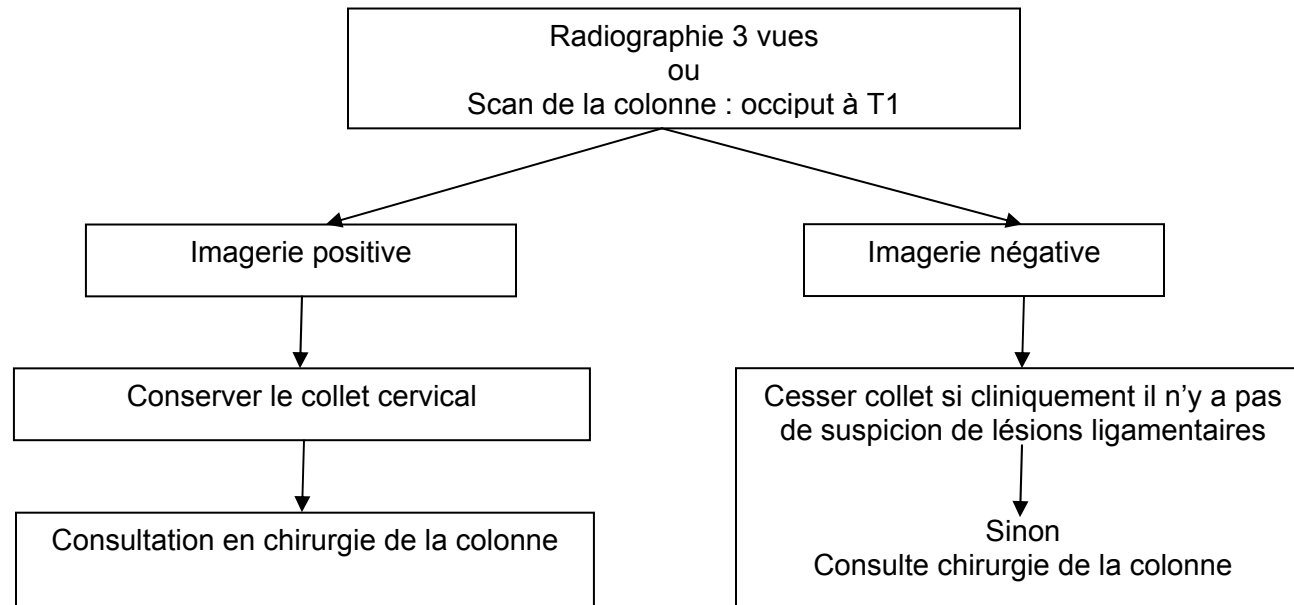 Radiographie 3 vues
ou
Scan de la colonne : occiput à T1
Imagerie positive
Imagerie négative
Conserver le collet cervical
Cesser collet si cliniquement il n’y a pas
de suspicion de lésions ligamentaires
Consultation en chirurgie de la colonne
Sinon
Consulte chirurgie de la colonne